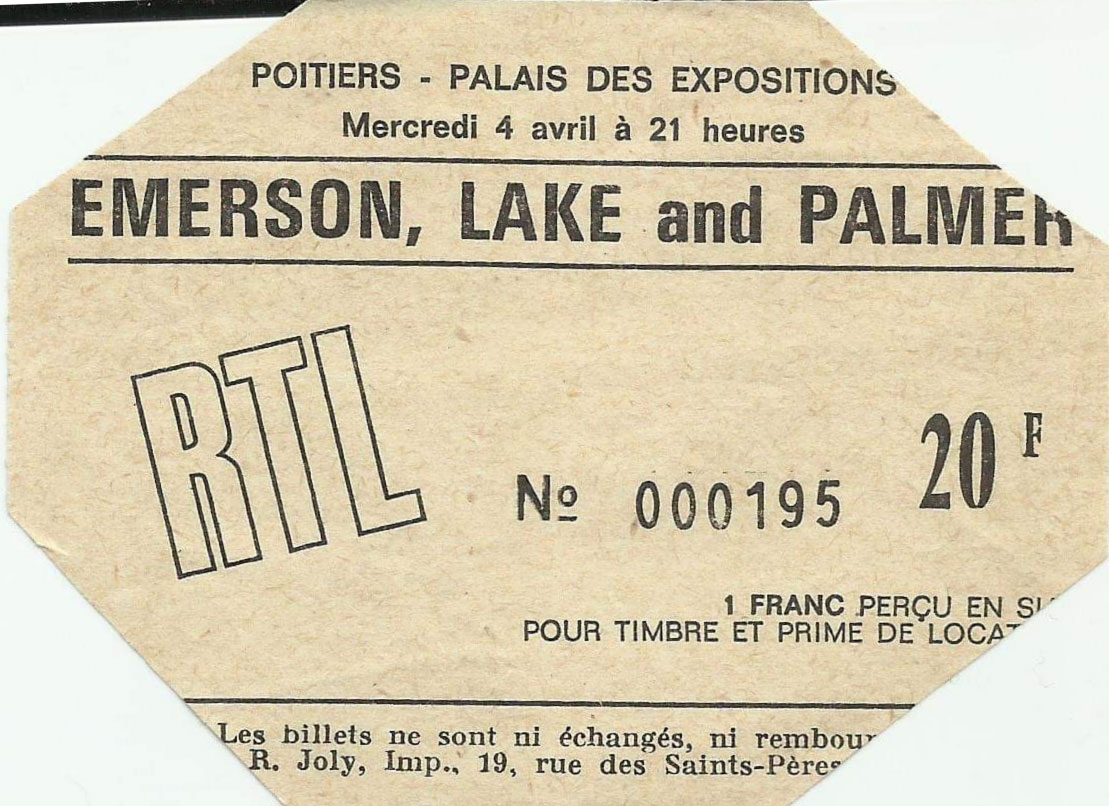 POITIERS - PALAIS DES EXPOSITIONS
Mercredi 4 avril à 21 heures
EMERSON, LAKE and PALMER
RTL
Nº 000195
20 F
1 FRANC PERÇU EN
POUR TIMBRE ET PRIME DE
Les billets ne sont ni échangés, ni
R. Joly, Imp., 19, rue des Saints-Pères